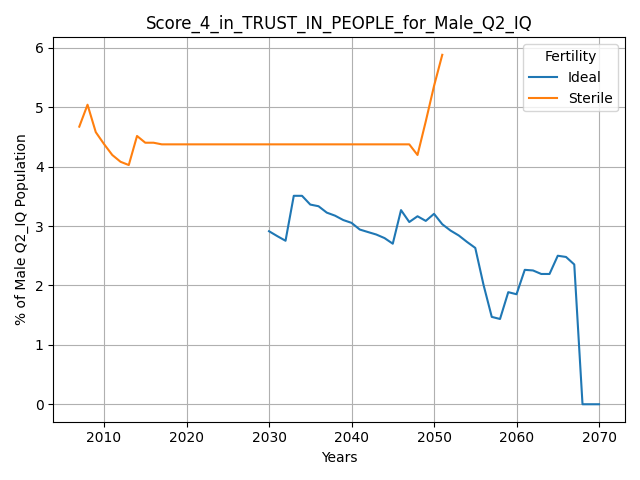 Score_4_in_TRUST_IN_PEOPLE_for_Male_Q2_IQ
6
5
4
3
2
1
0
% of Male Q2_IQ Population
Fertility
Ideal
Sterile
2010 2020 2030 2040 2050 2060 2070
Years